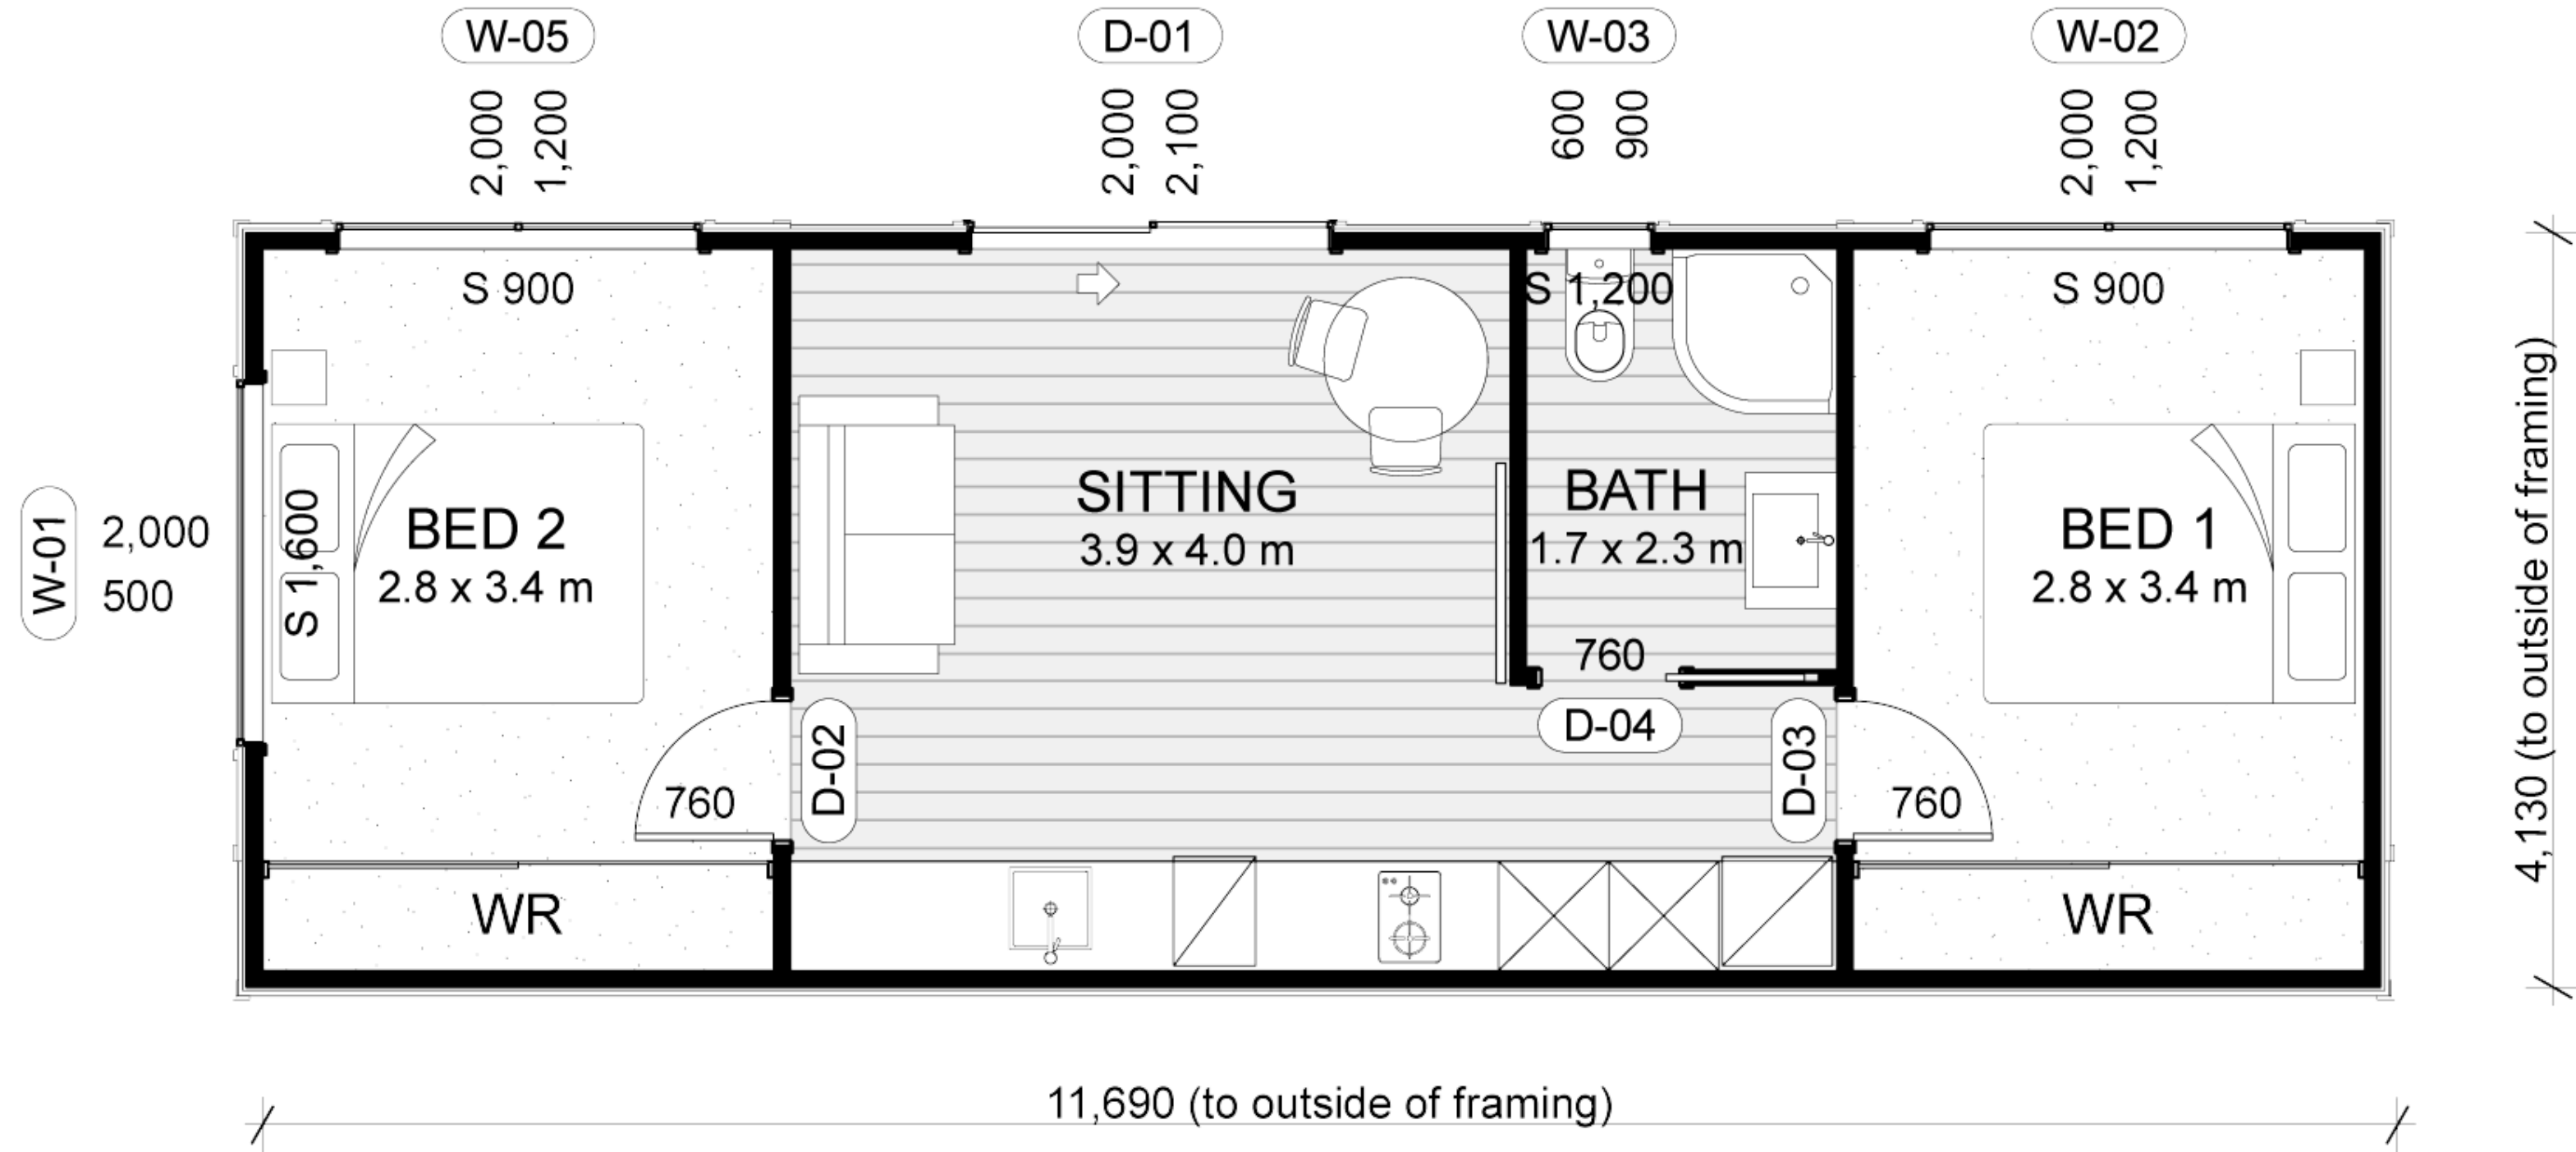 W-05
2,000
1,200
D-01
2,000
2,100
W-03
600
900
W-02
2,000
1,200
S 900
S 1,200
S 900
W-01
2,000
500
S 1,600
BED 2
2.8 x 3.4 m
SITTING
3.9 x 4.0 m
BATH
1.7 x 2.3 m
BED 1
2.8 x 3.4 m
760
D-04
760
D-02
D-03
760
WR
WR
4,130 (to outside of framing)
11,690 (to outside of framing)